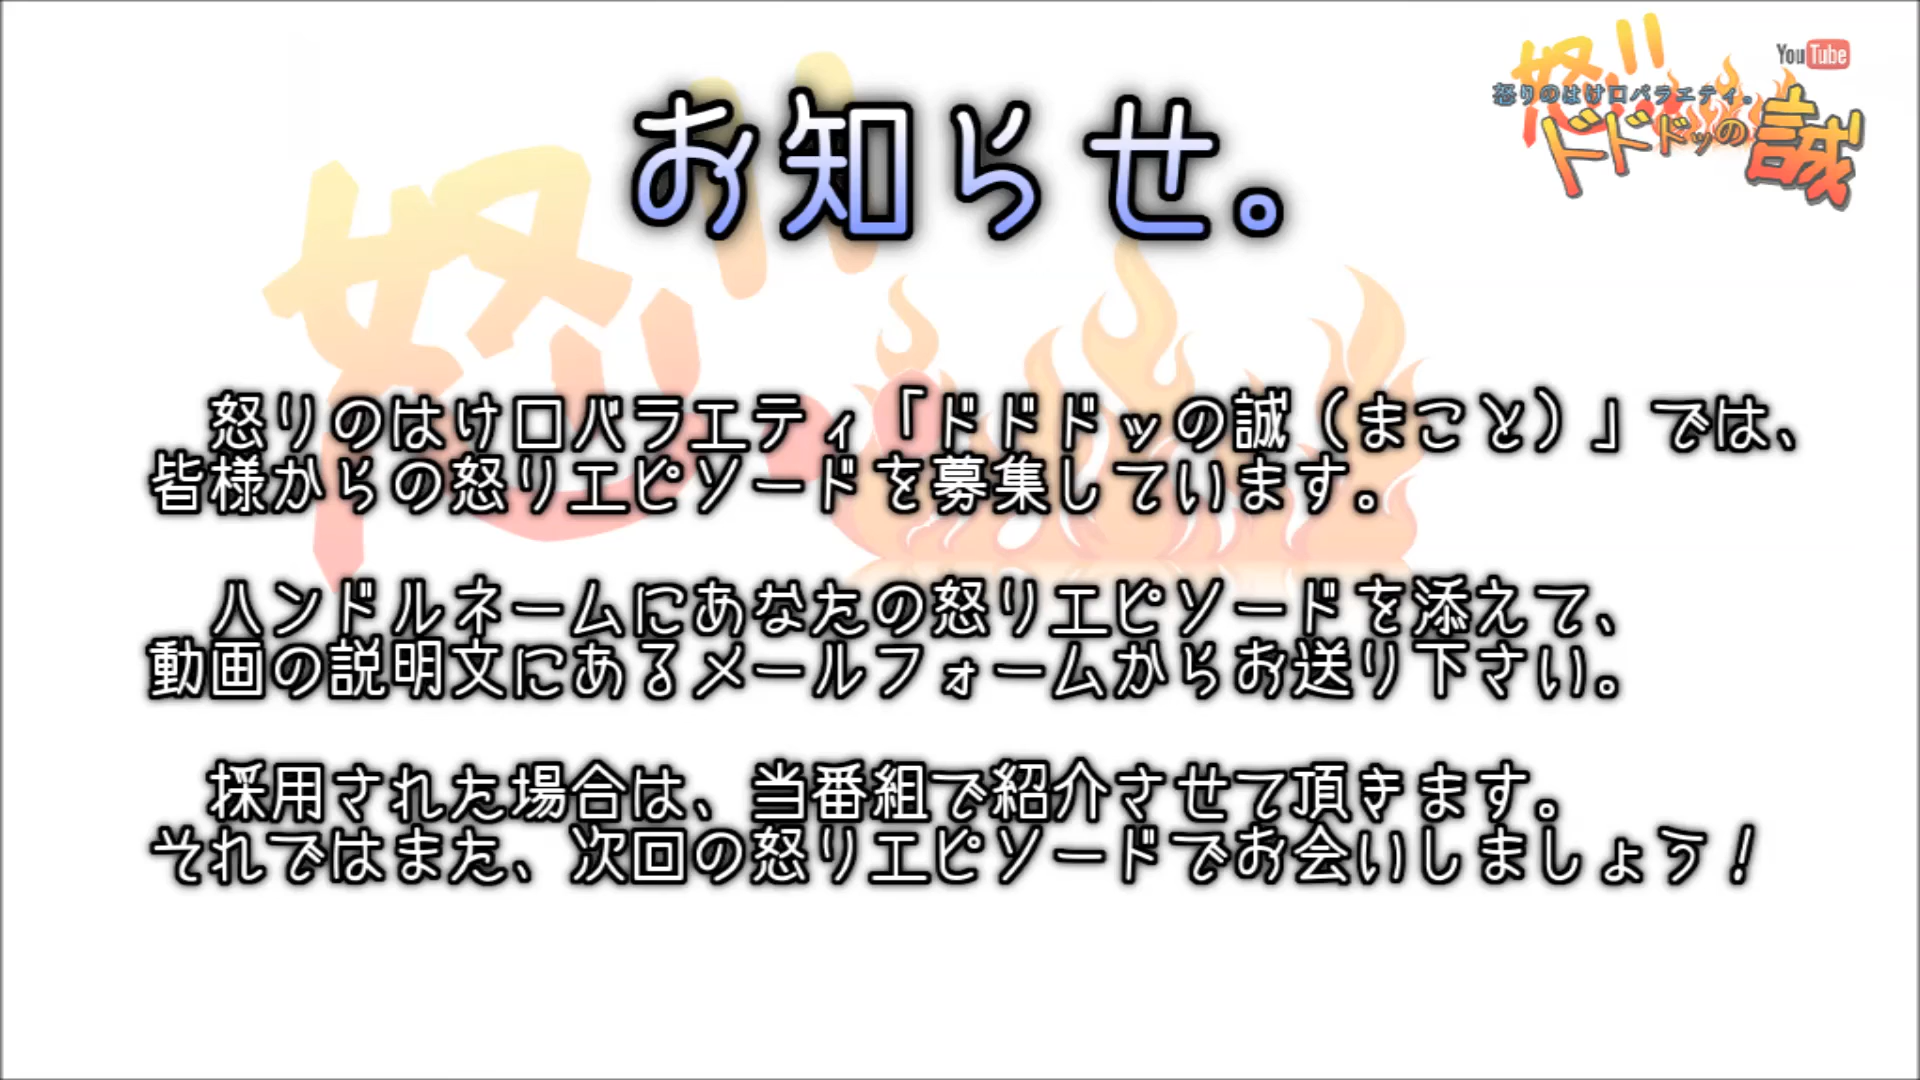 怒!!
YouTube
怒りのはけ口バラエティ。
ドドドッの誠
お知らせ。
怒!!
怒りのはけ口バラエティ「ドドドッの誠（まこと）」では、
皆様からの怒りエピソードを募集しています。
ハンドルネームにあなたの怒りエピソードを添えて、
動画の説明文にあるメールフォームからお送り下さい。
採用された場合は、当番組で紹介させて頂きます。
それではまた、次回の怒りエピソードでお会いしましょう！